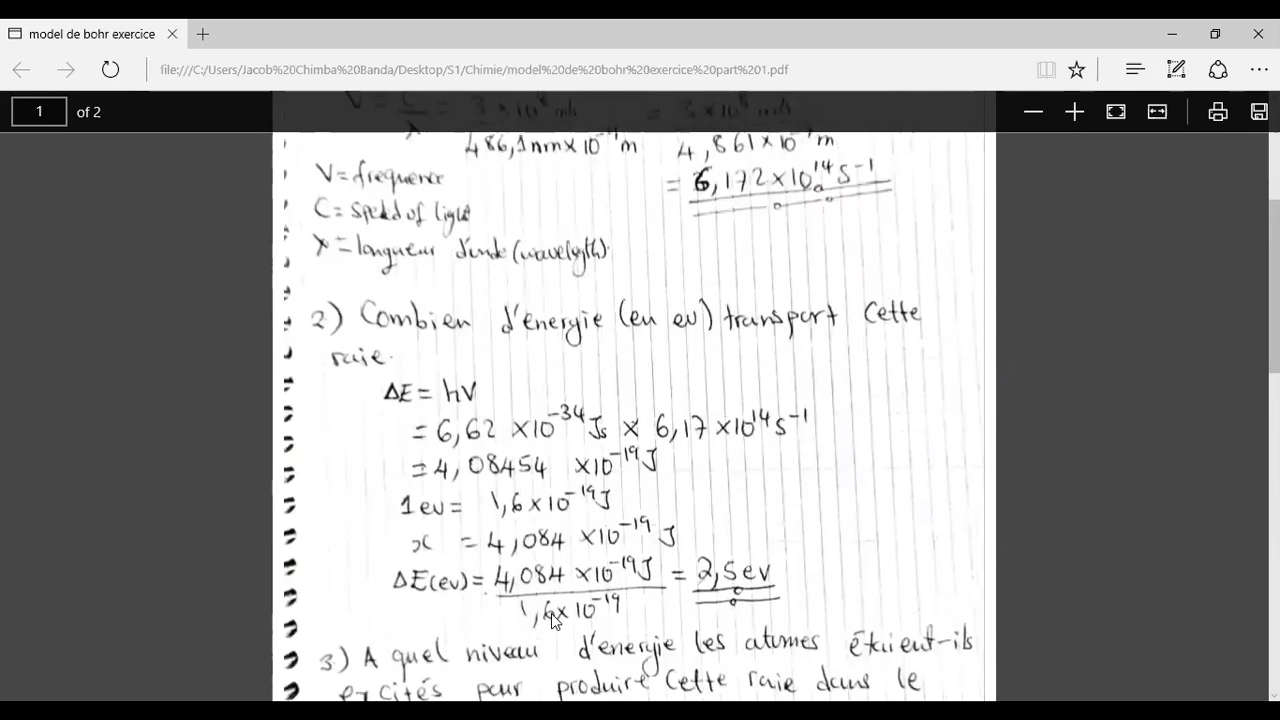 model de bohr exercice
file:///C:/Users/Jacob%20Chimba%20Banda/Desktop/S1/Chimie/model%20de%20bohr%20exercice%20part%201.pdf
1 of 2
486,1nm×10⁻⁹m 4,861×10⁻⁷m
V=frequence = 6,172×10¹⁴s⁻¹
C= speed of light
λ=longueur d'onde (wavelegth)
2) Combien d'énergie (en ev) transport cette
raie.
ΔE = hV
= 6,62 ×10⁻³⁴Js × 6,17 ×10¹⁴s⁻¹
= 4,08454 ×10⁻¹⁹J
1ev= 1,6×10⁻¹⁹J
x = 4,084 ×10⁻¹⁹ J
ΔE(ev)= 4,084 ×10⁻¹⁹J = 2,5ev
1,6×10⁻¹⁹
3) A quel niveau d'energie les atomes étaient-ils
excités pour produire cette raie dans le